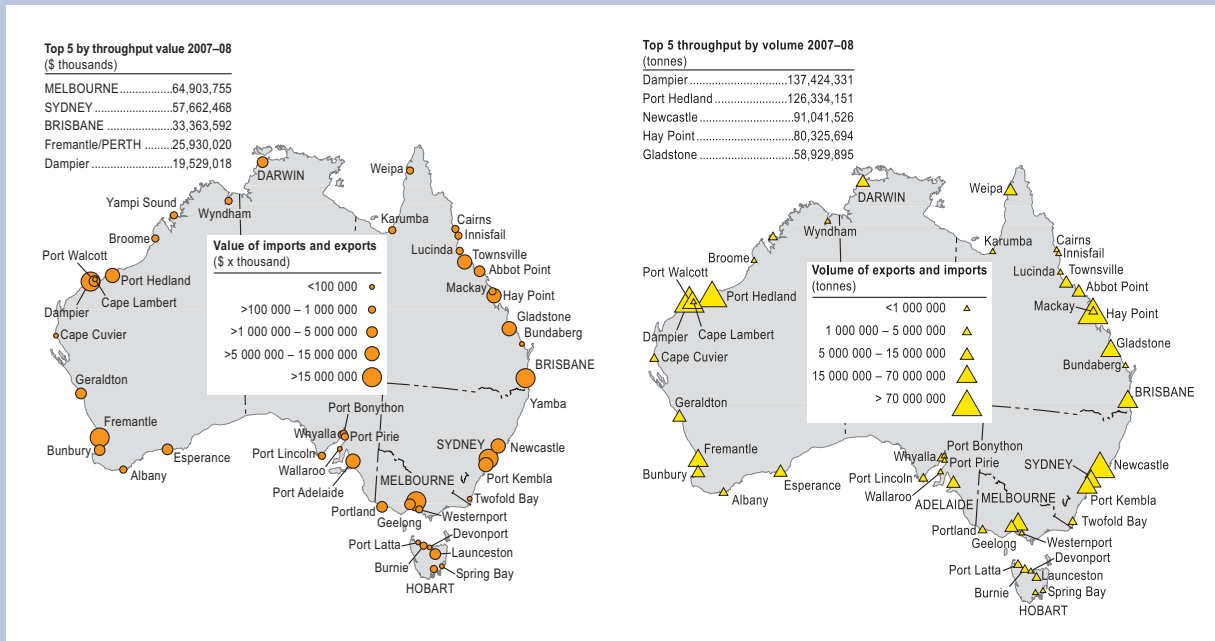 Top 5 by throughput value 2007–08
($ thousands)
MELBOURNE................64,903,755
SYDNEY ........................57,662,468
BRISBANE ....................33,363,592
Fremantle/PERTH ........25,930,020
Dampier ........................19,529,018
DARWIN
Weipa
Yampi Sound
Wyndham
Karumba
Cairns
Innisfail
Broome
Lucinda
Townsville
Port Walcott
Abbot Point
Port Hedland
Mackay
Hay Point
Cape Lambert
Dampier
Gladstone
Cape Cuvier
Bundaberg
BRISBANE
Geraldton
Yamba
Port Bonython
Fremantle
Whyalla
Port Pirie
SYDNEY
Newcastle
Bunbury
Esperance
Port Lincoln
Albany
Wallaroo
Port Kembla
MELBOURNE
Port Adelaide
Twofold Bay
Portland
Westernport
Geelong
Devonport
Port Latta
Launceston
Burnie
Spring Bay
HOBART
Value of imports and exports
($ x thousand)
<100 000
>100 000 – 1 000 000
>1 000 000 – 5 000 000
>5 000 000 – 15 000 000
>15 000 000
Top 5 throughput by volume 2007–08
(tonnes)
Dampier ..............................137,424,331
Port Hedland .......................126,334,151
Newcastle .............................91,041,526
Hay Point ..............................80,325,694
Gladstone .............................58,929,895
DARWIN
Weipa
Wyndham
Karumba
Cairns
Innisfail
Broome
Lucinda
Townsville
Port Walcott
Abbot Point
Port Hedland
Mackay
Hay Point
Dampier
Cape Lambert
Gladstone
Cape Cuvier
Bundaberg
BRISBANE
Geraldton
Port Bonython
Fremantle
Whyalla
Port Pirie
SYDNEY
Newcastle
Bunbury
Esperance
Port Lincoln
Albany
Wallaroo
MELBOURNE
Port Kembla
ADELAIDE
Twofold Bay
Portland
Geelong
Westernport
Devonport
Port Latta
Launceston
Burnie
Spring Bay
HOBART
Volume of exports and imports
(tonnes)
<1 000 000
1 000 000 – 5 000 000
5 000 000 – 15 000 000
15 000 000 – 70 000 000
> 70 000 000